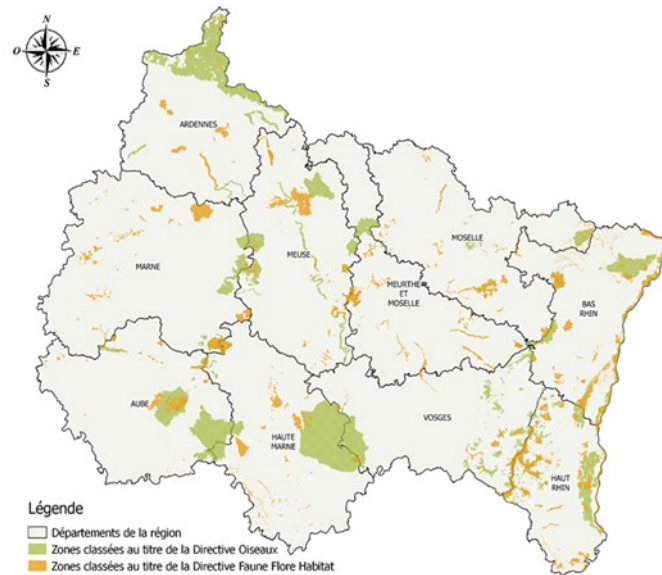 N
O E
S
ARDENNES
MARNE
MEUSE
MOSELLE
MEURTHE
ET
MOSELLE
BAS
RHIN
AUBE
HAUTE
MARNE
VOSGES
HAUT
RHIN
Légende
Départements de la région
Zones classées au titre de la Directive Oiseaux
Zones classées au titre de la Directive Faune Flore Habitat